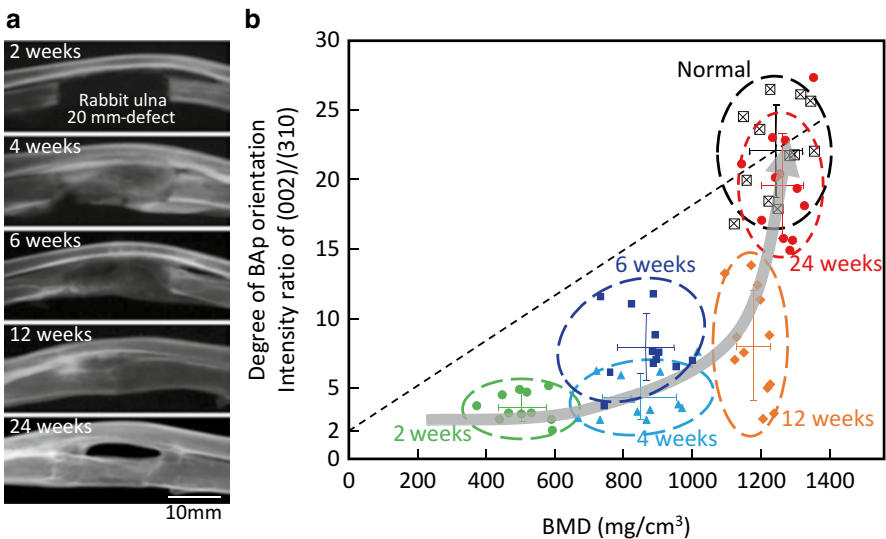 a
2 weeks
Rabbit ulna
20 mm-defect
4 weeks
6 weeks
12 weeks
24 weeks
10mm
b
Degree of BAp orientation
Intensity ratio of (002)/(310)
30
25
20
15
10
5
2
0
Normal
24 weeks
6 weeks
12 weeks
2 weeks
4 weeks
0 200 400 600 800 1000 1200 1400
BMD (mg/cm³)